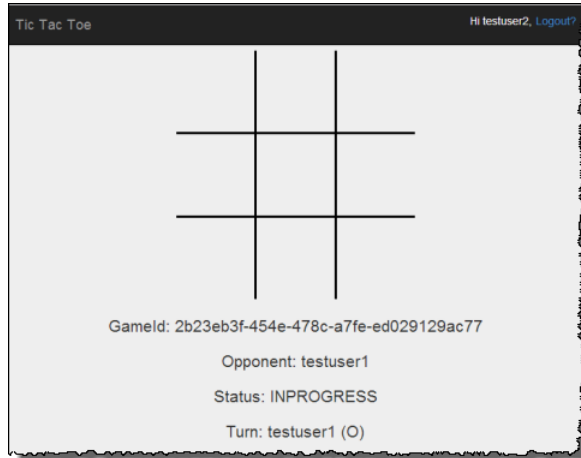 Tic Tac Toe
Hi testuser2, Logout?
GameId: 2b23eb3f-454e-478c-a7fe-ed029129ac77
Opponent: testuser1
Status: INPROGRESS
Turn: testuser1 (O)